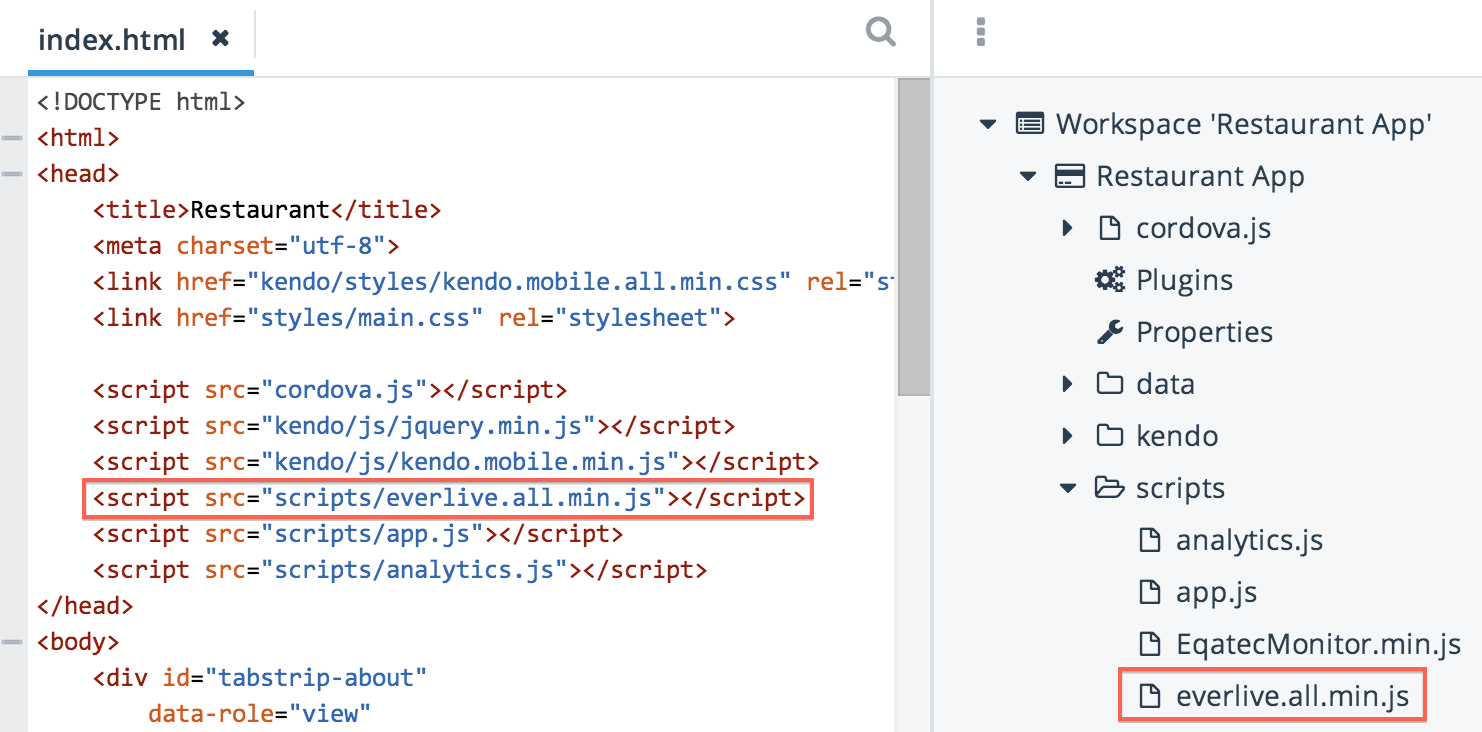 index.html ✖
<!DOCTYPE html>
<html>
<head>
<title>Restaurant</title>
<meta charset="utf-8">
<link href="kendo/styles/kendo.mobile.all.min.css" rel="st
<link href="styles/main.css" rel="stylesheet">
<script src="cordova.js"></script>
<script src="kendo/js/jquery.min.js"></script>
<script src="kendo/js/kendo.mobile.min.js"></script>
<script src="scripts/everlive.all.min.js"></script>
<script src="scripts/app.js"></script>
<script src="scripts/analytics.js"></script>
</head>
<body>
<div id="tabstrip-about"
data-role="view"
Workspace 'Restaurant App'
Restaurant App
cordova.js
Plugins
Properties
data
kendo
scripts
analytics.js
app.js
EqatecMonitor.min.js
everlive.all.min.js